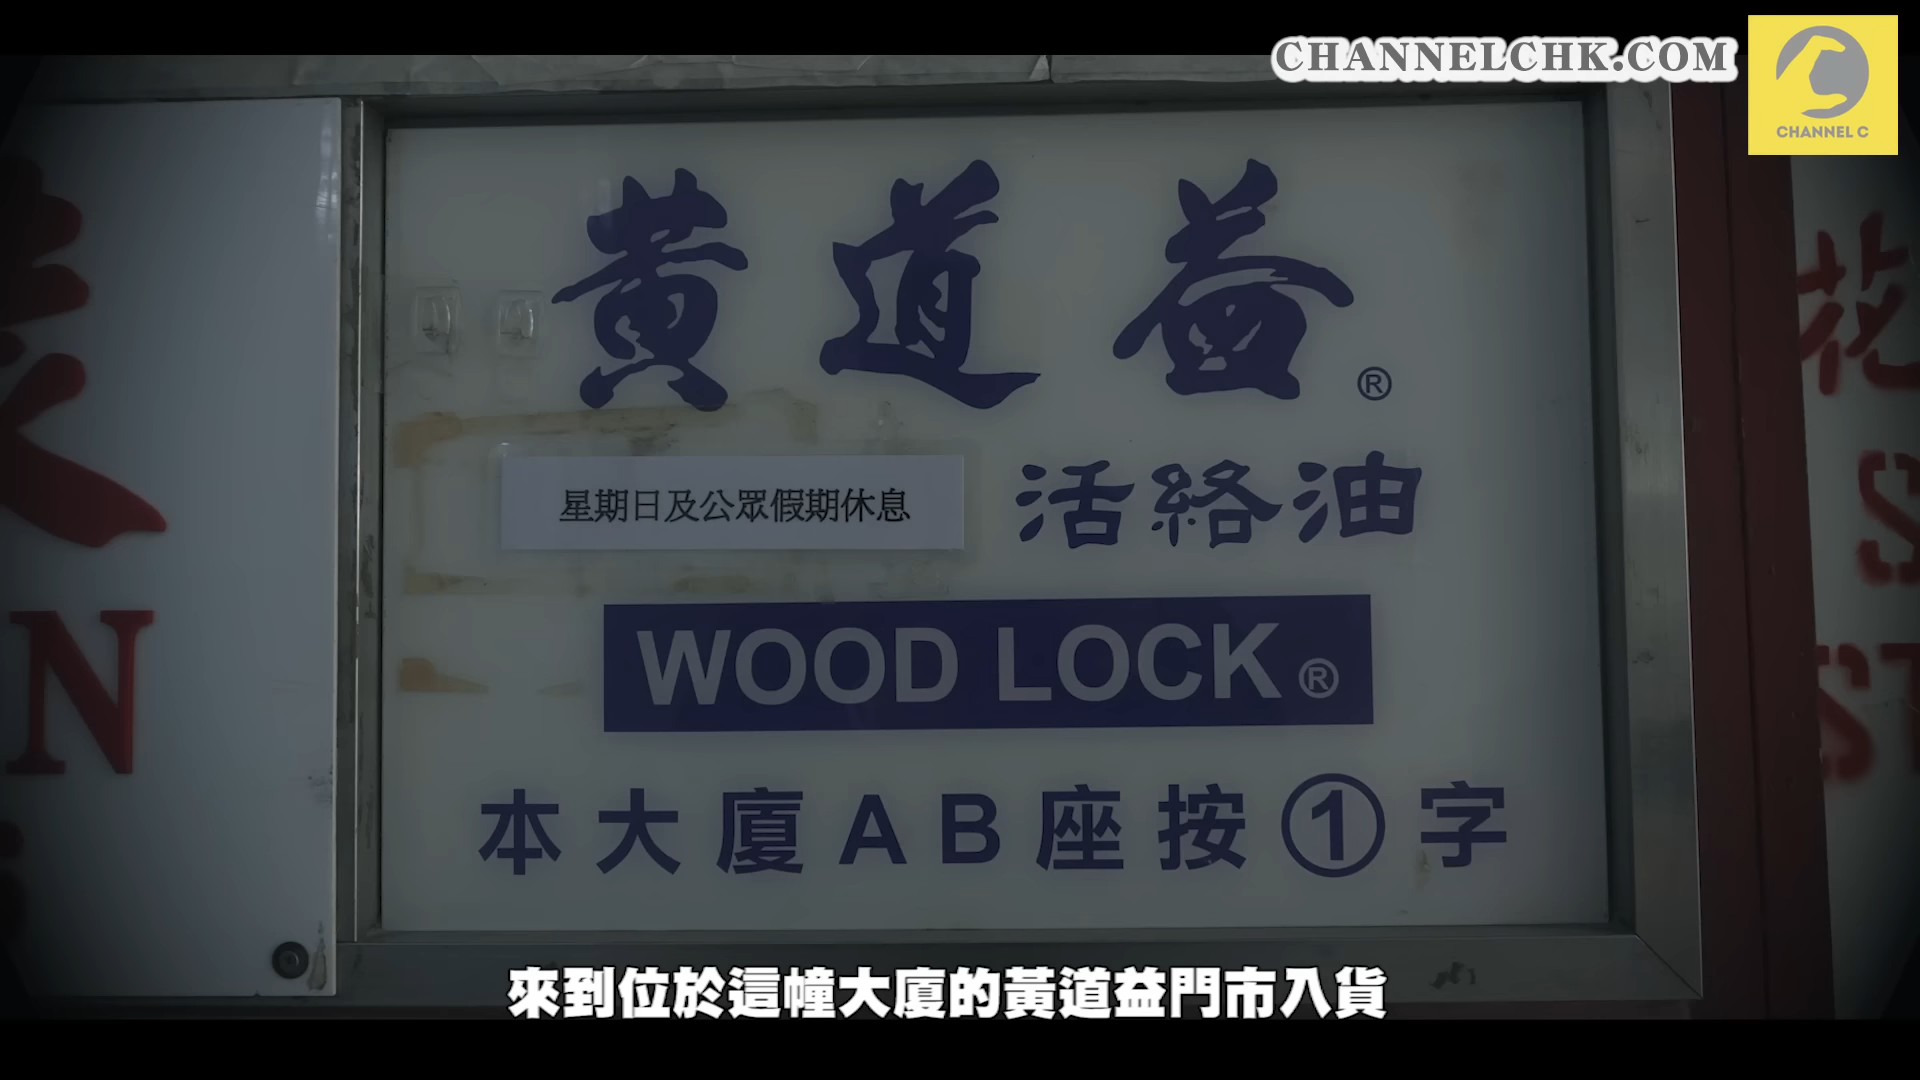 CHANNELCHK.COM
CHANNEL C
黃道益®
星期日及公眾假期休息
活絡油
WOOD LOCK®
本大廈AB座按①字
N
花
S
ST
來到位於這幢大廈的黃道益門市入貨